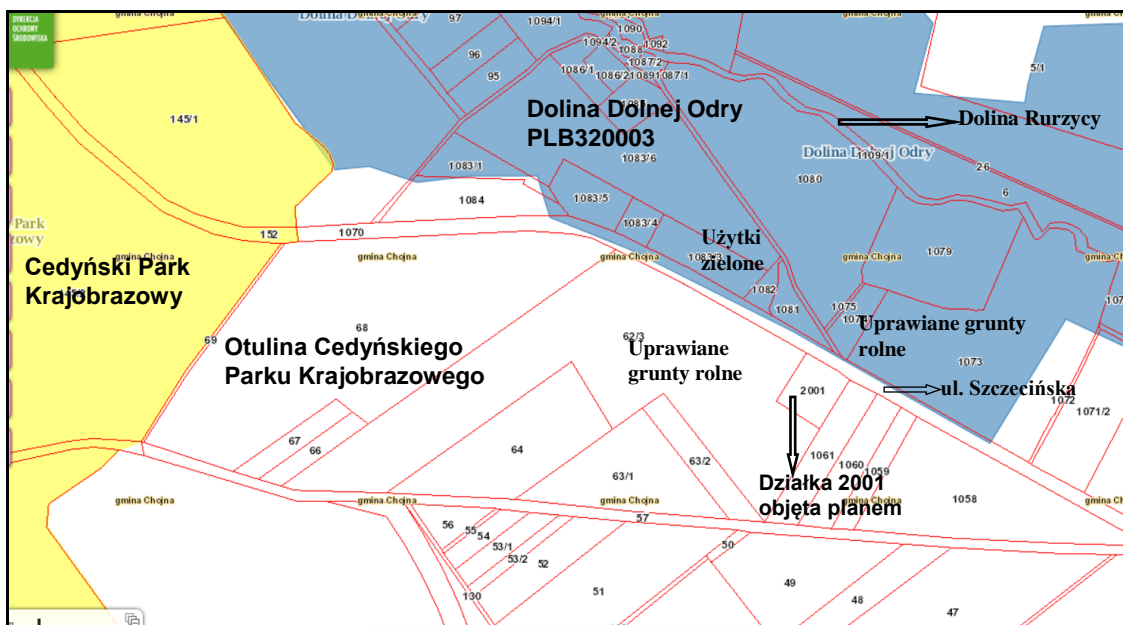 DYREKCJA
OCHRONY
ŚRODOWISKA
97
1094/1
gmina Chojna
1090
1094/2
1092
1088
96
1087/2
95
1086/1
1086/2
1089
1087/1
5/1
145/1
Dolina Dolnej Odry
PLB320003
Dolina Rurzycy
1083/6
1109/1
1080
26
6
1083/1
1084
1083/5
1083/4
Park
152
1070
gmina Chojna
gmina Chojna
gmina Chojna
gmina Chojna
Użytki
zielone
1083/3
1079
Cedyński Park
Krajobrazowy
1082
1081
1075
69
68
62/3
Uprawiane grunty
rolne
Otulina Cedyńskiego
Parku Krajobrazowego
Uprawiane
grunty rolne
1073
2001
ul. Szczecińska
1072
1071/2
67
66
64
63/2
63/1
1061
1060
1059
Działka 2001
objęta planem
1058
gmina Chojna
gmina Chojna
gmina Chojna
56
55
54
53/1
53/2
52
57
50
51
130
49
48
47